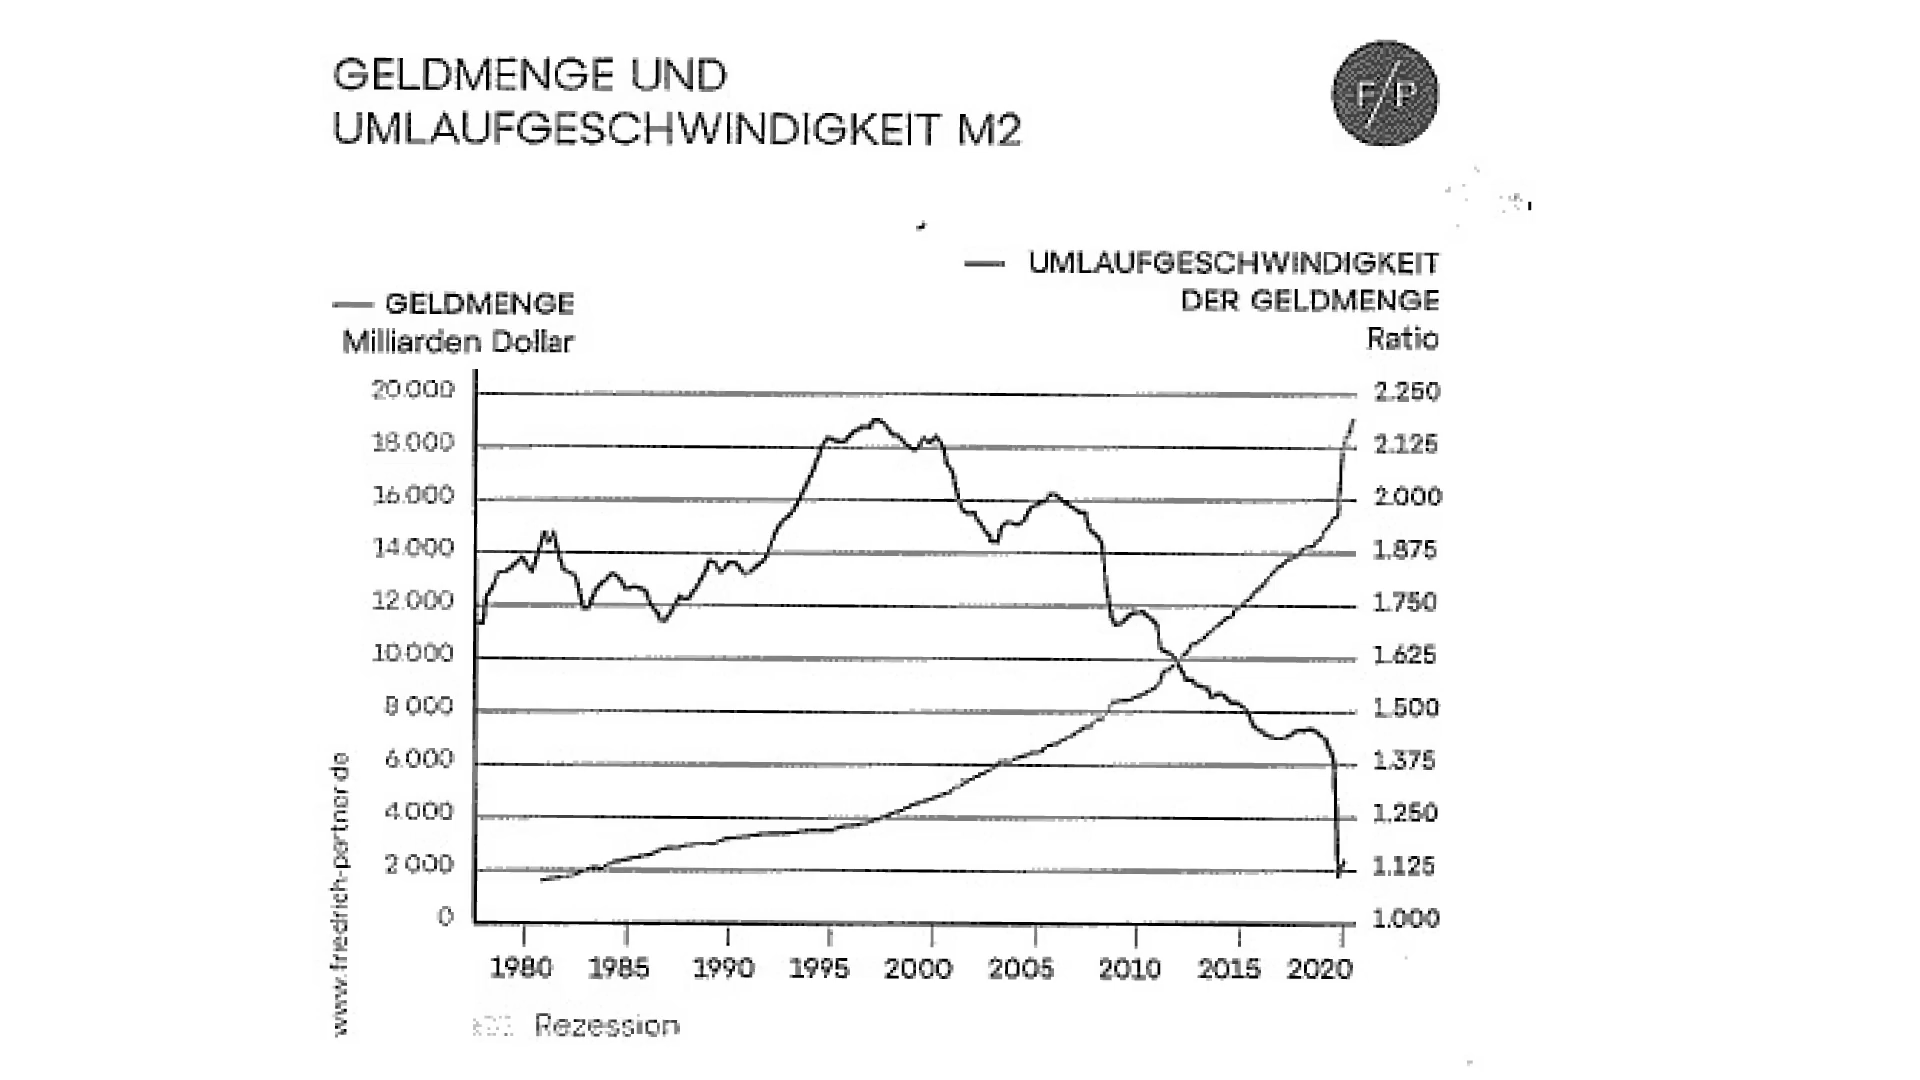 GELDMENGE UND
UMLAUFGESCHWINDIGKEIT M2
F/P
UMLAUFGESCHWINDIGKEIT
DER GELDMENGE
Ratio
GELDMENGE
Milliarden Dollar
20.000
18.000
16.000
14.000
12.000
10.000
8 000
6.000
4.000
2 000
0
2.250
2.125
2.000
1.875
1.750
1.625
1.500
1.375
1.250
1.125
1.000
1980 1985 1990 1995 2000 2005 2010 2015 2020
Rezession
www.friedrich-partner.de